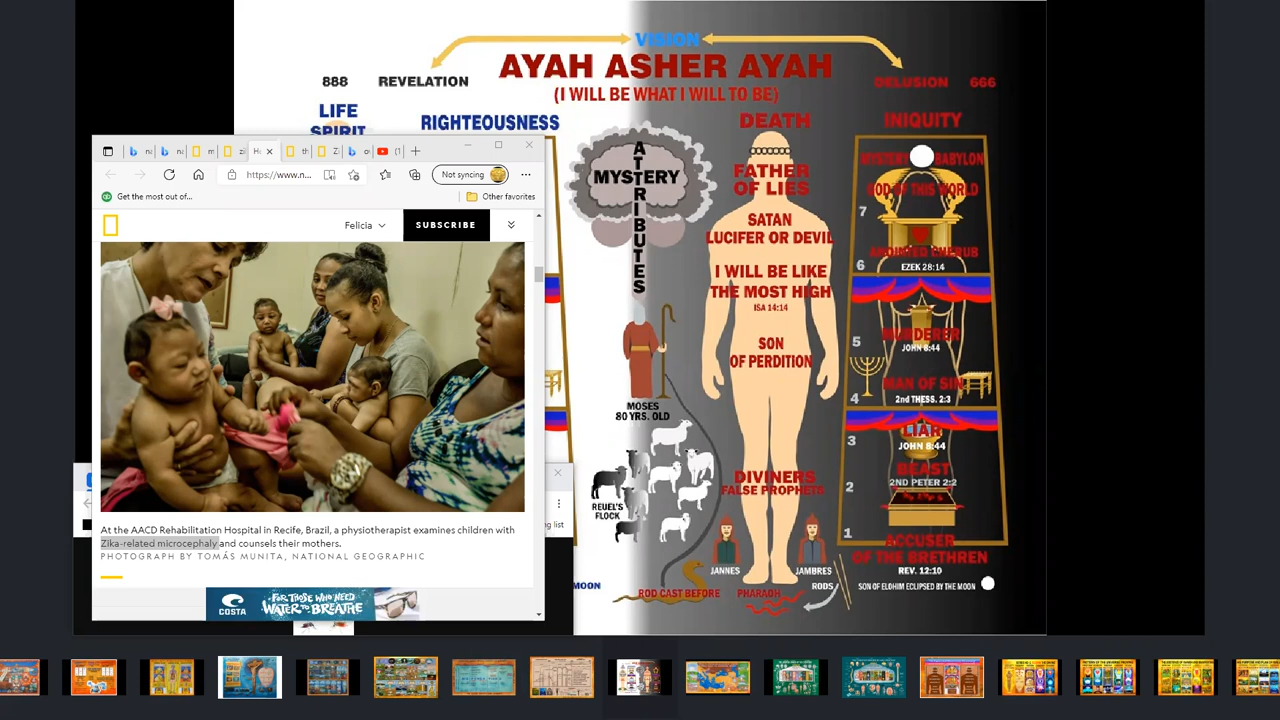 VISION
AYAH ASHER AYAH
(I WILL BE WHAT I WILL TO BE)
888 REVELATION
DELUSION 666
LIFE
SPIRIT
RIGHTEOUSNESS
DEATH
INIQUITY
https://www.n...
Not syncing
Get the most out of...
Other favorites
Felicia
SUBSCRIBE
At the AACD Rehabilitation Hospital in Recife, Brazil, a physiotherapist examines children with
Zika-related microcephaly and counsels their mothers.
PHOTOGRAPH BY TOMÁS MUNITA, NATIONAL GEOGRAPHIC
COSTA
FOR THOSE WHO NEED
WATER TO BREATHE
ng list
MOON
MYSTERY
ATTRIBUTES
MOSES
80 YRS. OLD
REUEL'S
FLOCK
ROD CAST BEFORE PHARAOH
FATHER
OF LIES
SATAN
LUCIFER OR DEVIL
I WILL BE LIKE
THE MOST HIGH
ISA 14:14
SON
OF PERDITION
DIVINERS
FALSE PROPHETS
JANNES
JAMBRES
RODS
MYSTERY BABYLON
GOD OF THIS WORLD
7
ANOINTED CHERUB
6
EZEK 28:14
MURDERER
5
JOHN 8:44
MAN OF SIN
4
2nd THESS. 2:3
LIAR
3
JOHN 8:44
BEAST
2ND PETER 2:2
2
1
ACCUSER
OF THE BRETHREN
REV. 12:10
SON OF ELOHIM ECLIPSED BY THE MOON